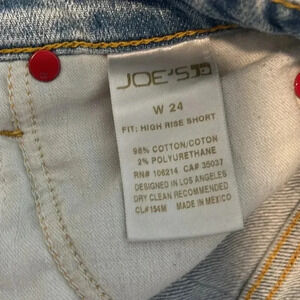 JOE'S
W 24
FIT: HIGH RISE SHORT
98% COTTON/COTON
2% POLYURETHANE
RN# 106214 CA# 35037
DESIGNED IN LOS ANGELES
DRY CLEAN RECOMMENDED
CL#154M MADE IN MEXICO